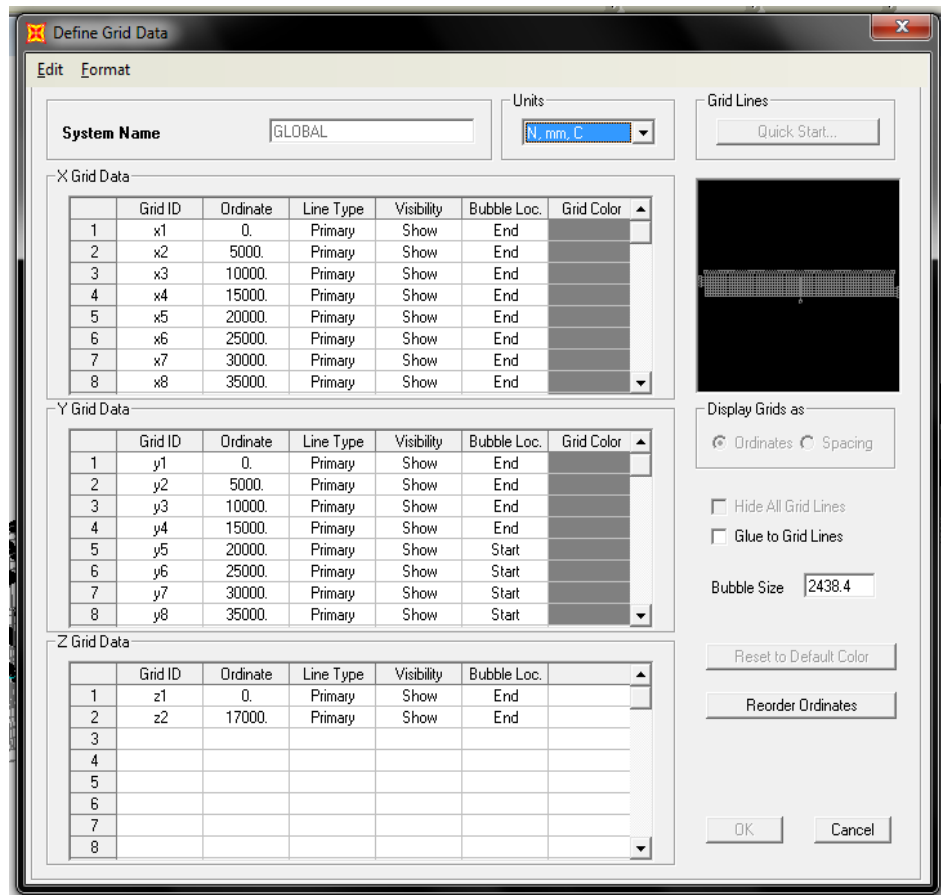 Define Grid Data
Edit Format
Units
Grid Lines
System Name GLOBAL N, mm, C Quick Start...
X Grid Data
Grid ID Ordinate Line Type Visibility Bubble Loc. Grid Color
1 x1 0. Primary Show End
2 x2 5000. Primary Show End
3 x3 10000. Primary Show End
4 x4 15000. Primary Show End
5 x5 20000. Primary Show End
6 x6 25000. Primary Show End
7 x7 30000. Primary Show End
8 x8 35000. Primary Show End
Y Grid Data
Grid ID Ordinate Line Type Visibility Bubble Loc. Grid Color
1 y1 0. Primary Show End
2 y2 5000. Primary Show End
3 y3 10000. Primary Show End
4 y4 15000. Primary Show End
5 y5 20000. Primary Show Start
6 y6 25000. Primary Show Start
7 y7 30000. Primary Show Start
8 y8 35000. Primary Show Start
Z Grid Data
Grid ID Ordinate Line Type Visibility Bubble Loc.
1 z1 0. Primary Show End
2 z2 17000. Primary Show End
3
4
5
6
7
8
Display Grids as
Ordinates Spacing
Hide All Grid Lines
Glue to Grid Lines
Bubble Size 2438.4
Reset to Default Color
Reorder Ordinates
OK Cancel